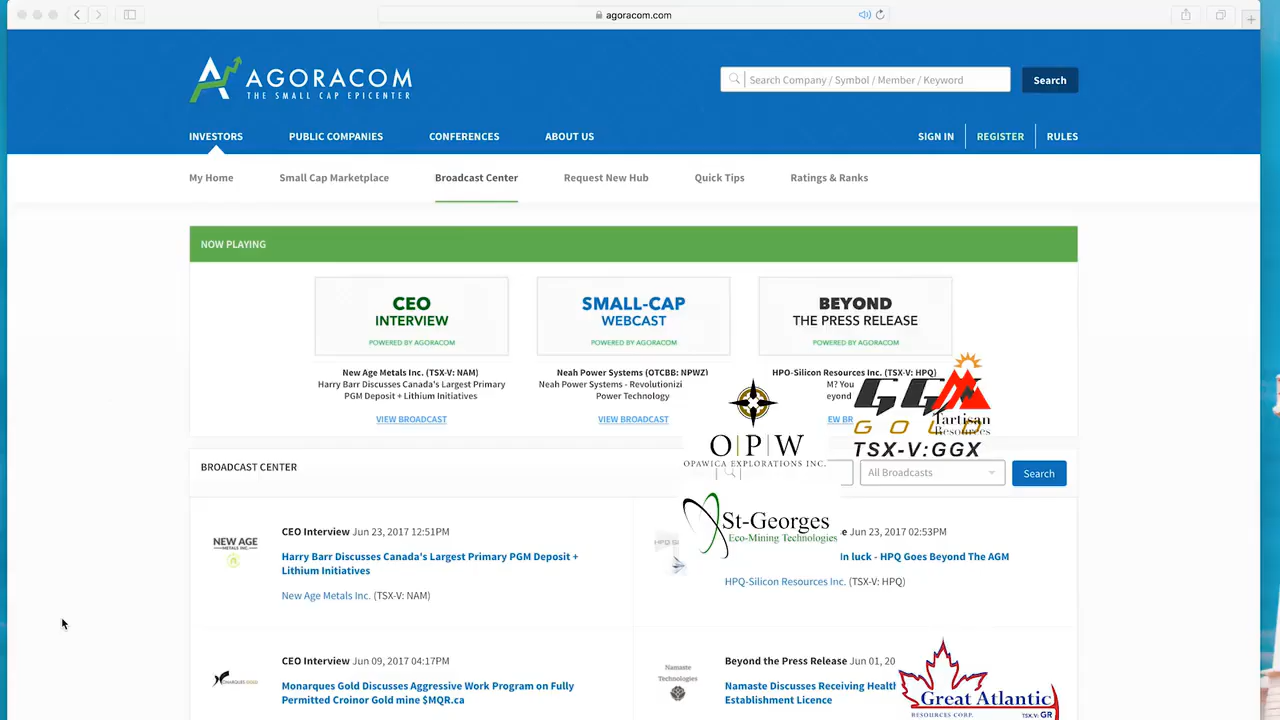 agoracom.com
AGORACOM
THE SMALL CAP EPICENTER
Search Company / Symbol / Member / Keyword
Search
INVESTORS
PUBLIC COMPANIES
CONFERENCES
ABOUT US
SIGN IN
REGISTER
RULES
My Home
Small Cap Marketplace
Broadcast Center
Request New Hub
Quick Tips
Ratings & Ranks
NOW PLAYING
CEO
INTERVIEW
POWERED BY AGORACOM
New Age Metals Inc. (TSX-V: NAM)
Harry Barr Discusses Canada's Largest Primary
PGM Deposit + Lithium Initiatives
VIEW BROADCAST
SMALL-CAP
WEBCAST
POWERED BY AGORACOM
Neah Power Systems (OTCBB: NPWZ)
Neah Power Systems - Revolutionizi
Power Technology
VIEW BROADCAST
BEYOND
THE PRESS RELEASE
POWERED BY AGORACOM
HPQ-Silicon Resources Inc. (TSX-V: HPQ)
M? You
eyond
EW BR
O|P|W
OPAWICA EXPLORATIONS INC.
GGX
GOLD
TSX-V:GGX
Tartisan
Resources
BROADCAST CENTER
All Broadcasts
Search
St-Georges
Eco-Mining Technologies
NEW AGE
METALS INC.
CEO Interview Jun 23, 2017 12:51PM
Harry Barr Discusses Canada's Largest Primary PGM Deposit +
Lithium Initiatives
New Age Metals Inc. (TSX-V: NAM)
HPQ Si
e Jun 23, 2017 02:53PM
In luck - HPQ Goes Beyond The AGM
HPQ-Silicon Resources Inc. (TSX-V: HPQ)
CEO Interview Jun 09, 2017 04:17PM
Monarques Gold Discusses Aggressive Work Program on Fully
Permitted Croinor Gold mine $MQR.ca
Namaste
Technologies
Beyond the Press Release Jun 01, 20
Namaste Discusses Receiving Health
Establishment Licence
Great Atlantic
RESOURCES CORP.
TSX.V: GR